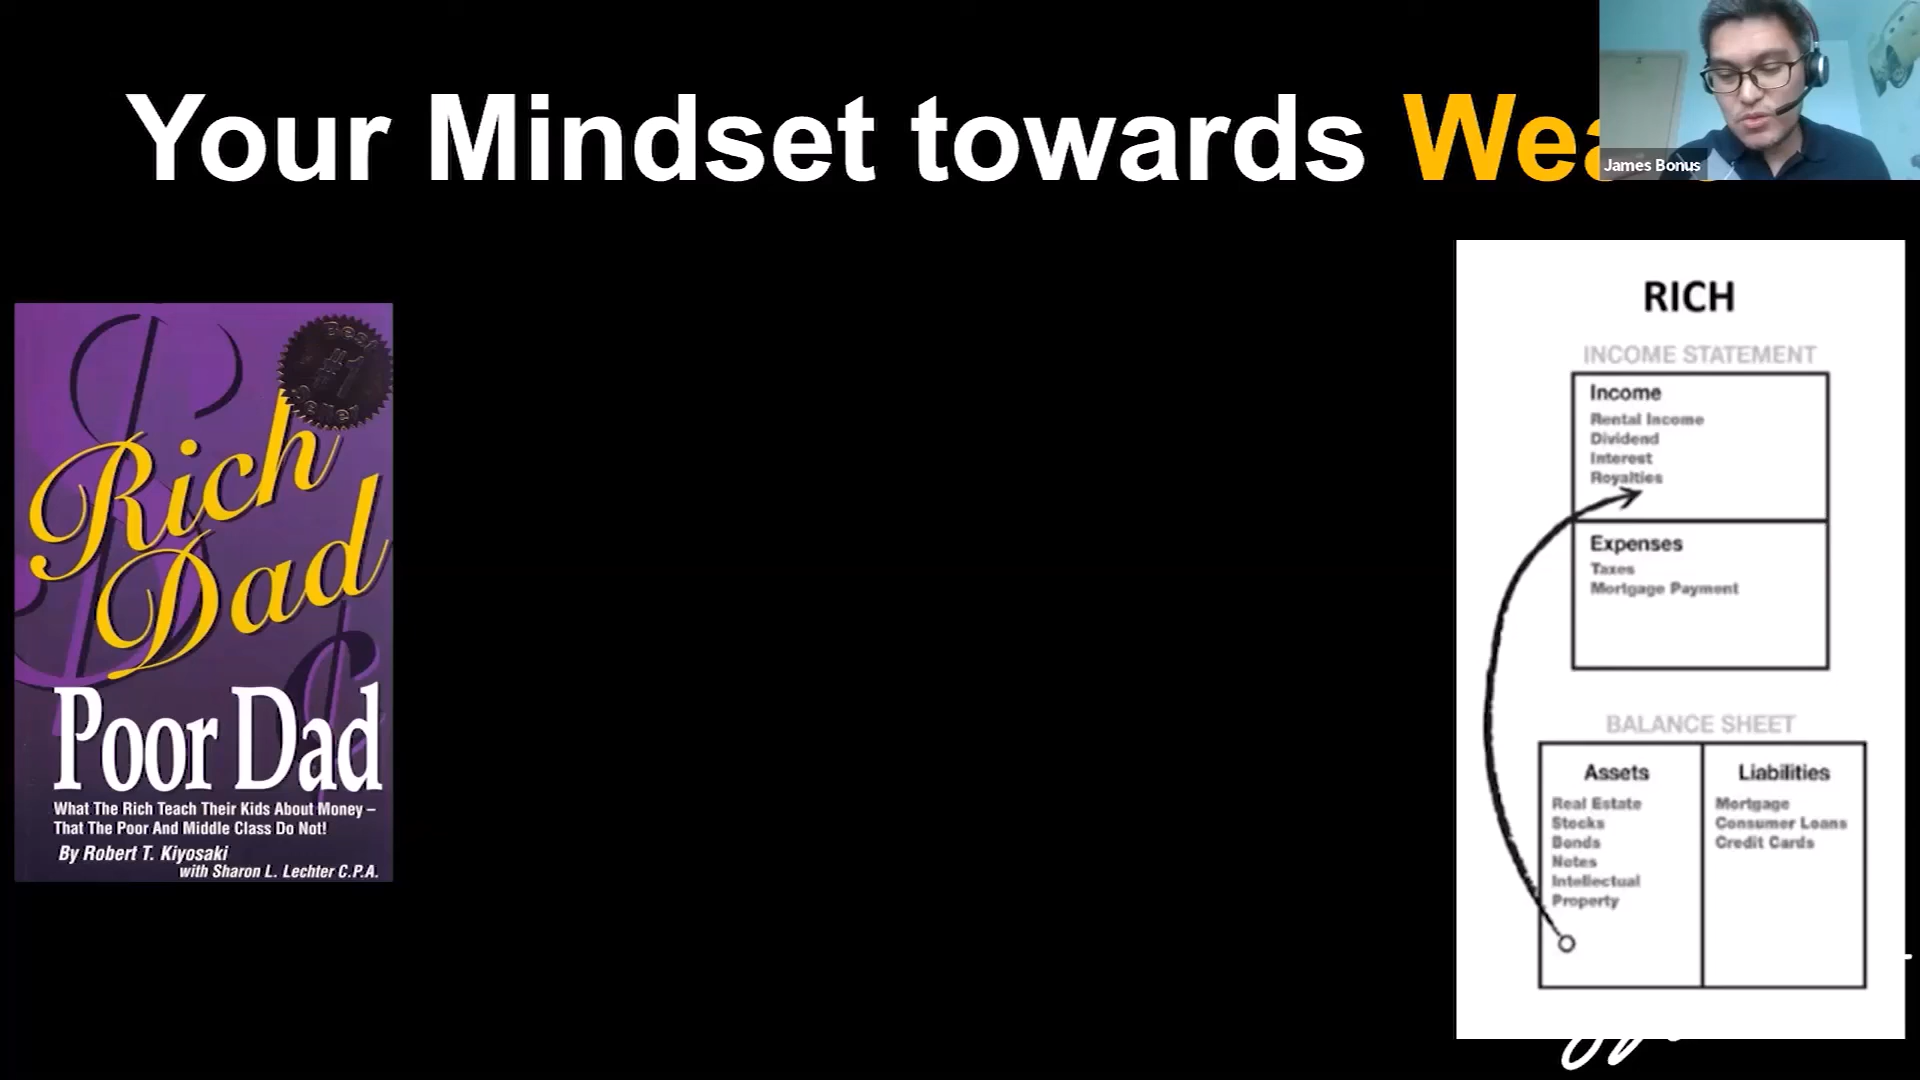 Your Mindset towards Wea
James Bonus
Best
#1
Seller
Rich
Dad
Poor Dad
What The Rich Teach Their Kids About Money –
That The Poor And Middle Class Do Not!
By Robert T. Kiyosaki
with Sharon L. Lechter C.P.A.
RICH
INCOME STATEMENT
Income
Rental Income
Dividend
Interest
Royalties
Expenses
Taxes
Mortgage Payment
BALANCE SHEET
Assets
Real Estate
Stocks
Bonds
Notes
Intellectual
Property
Liabilities
Mortgage
Consumer Loans
Credit Cards